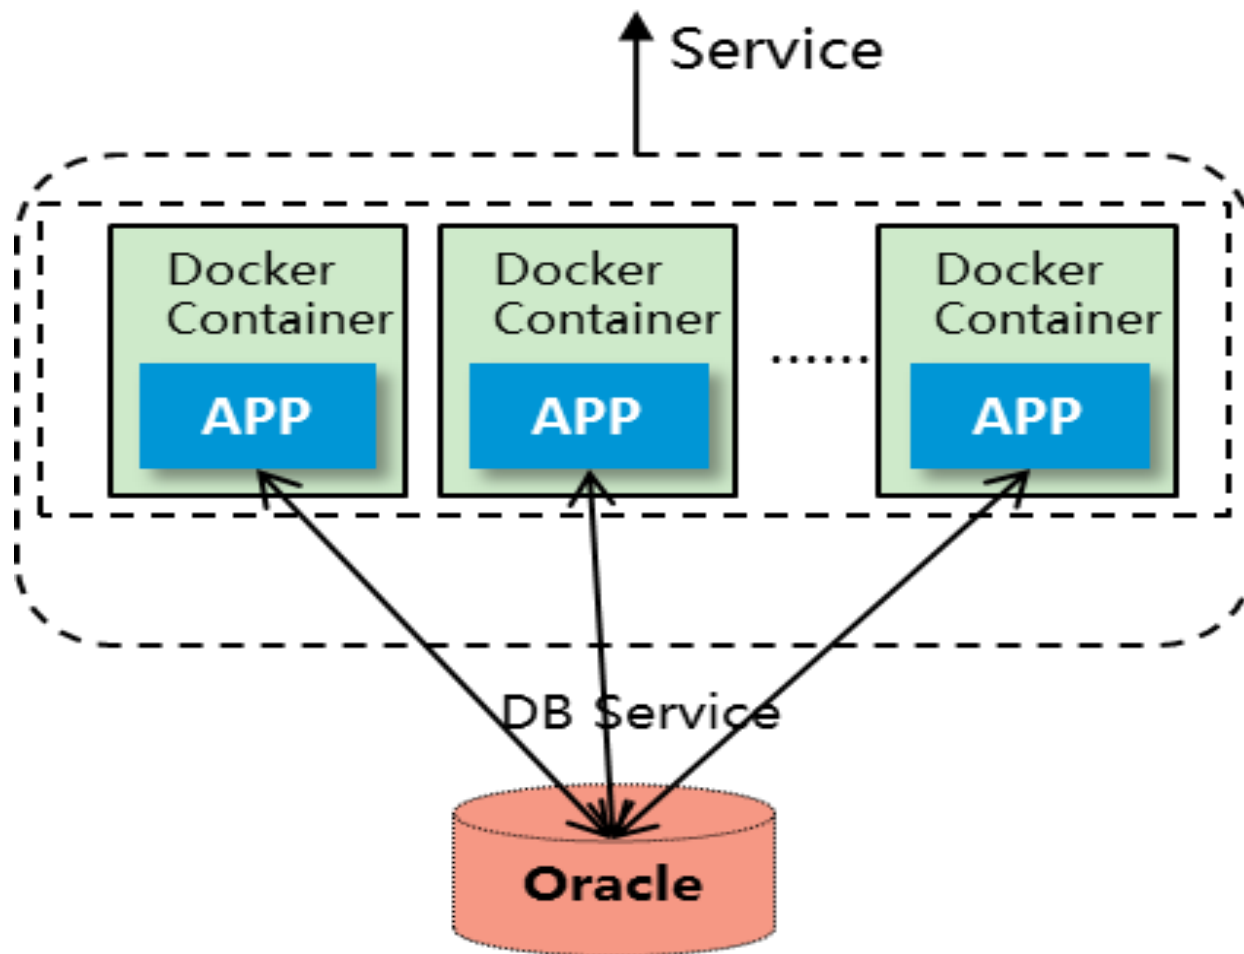 Service
Docker
Container
APP
Docker
Container
APP
......
Docker
Container
APP
DB Service
Oracle